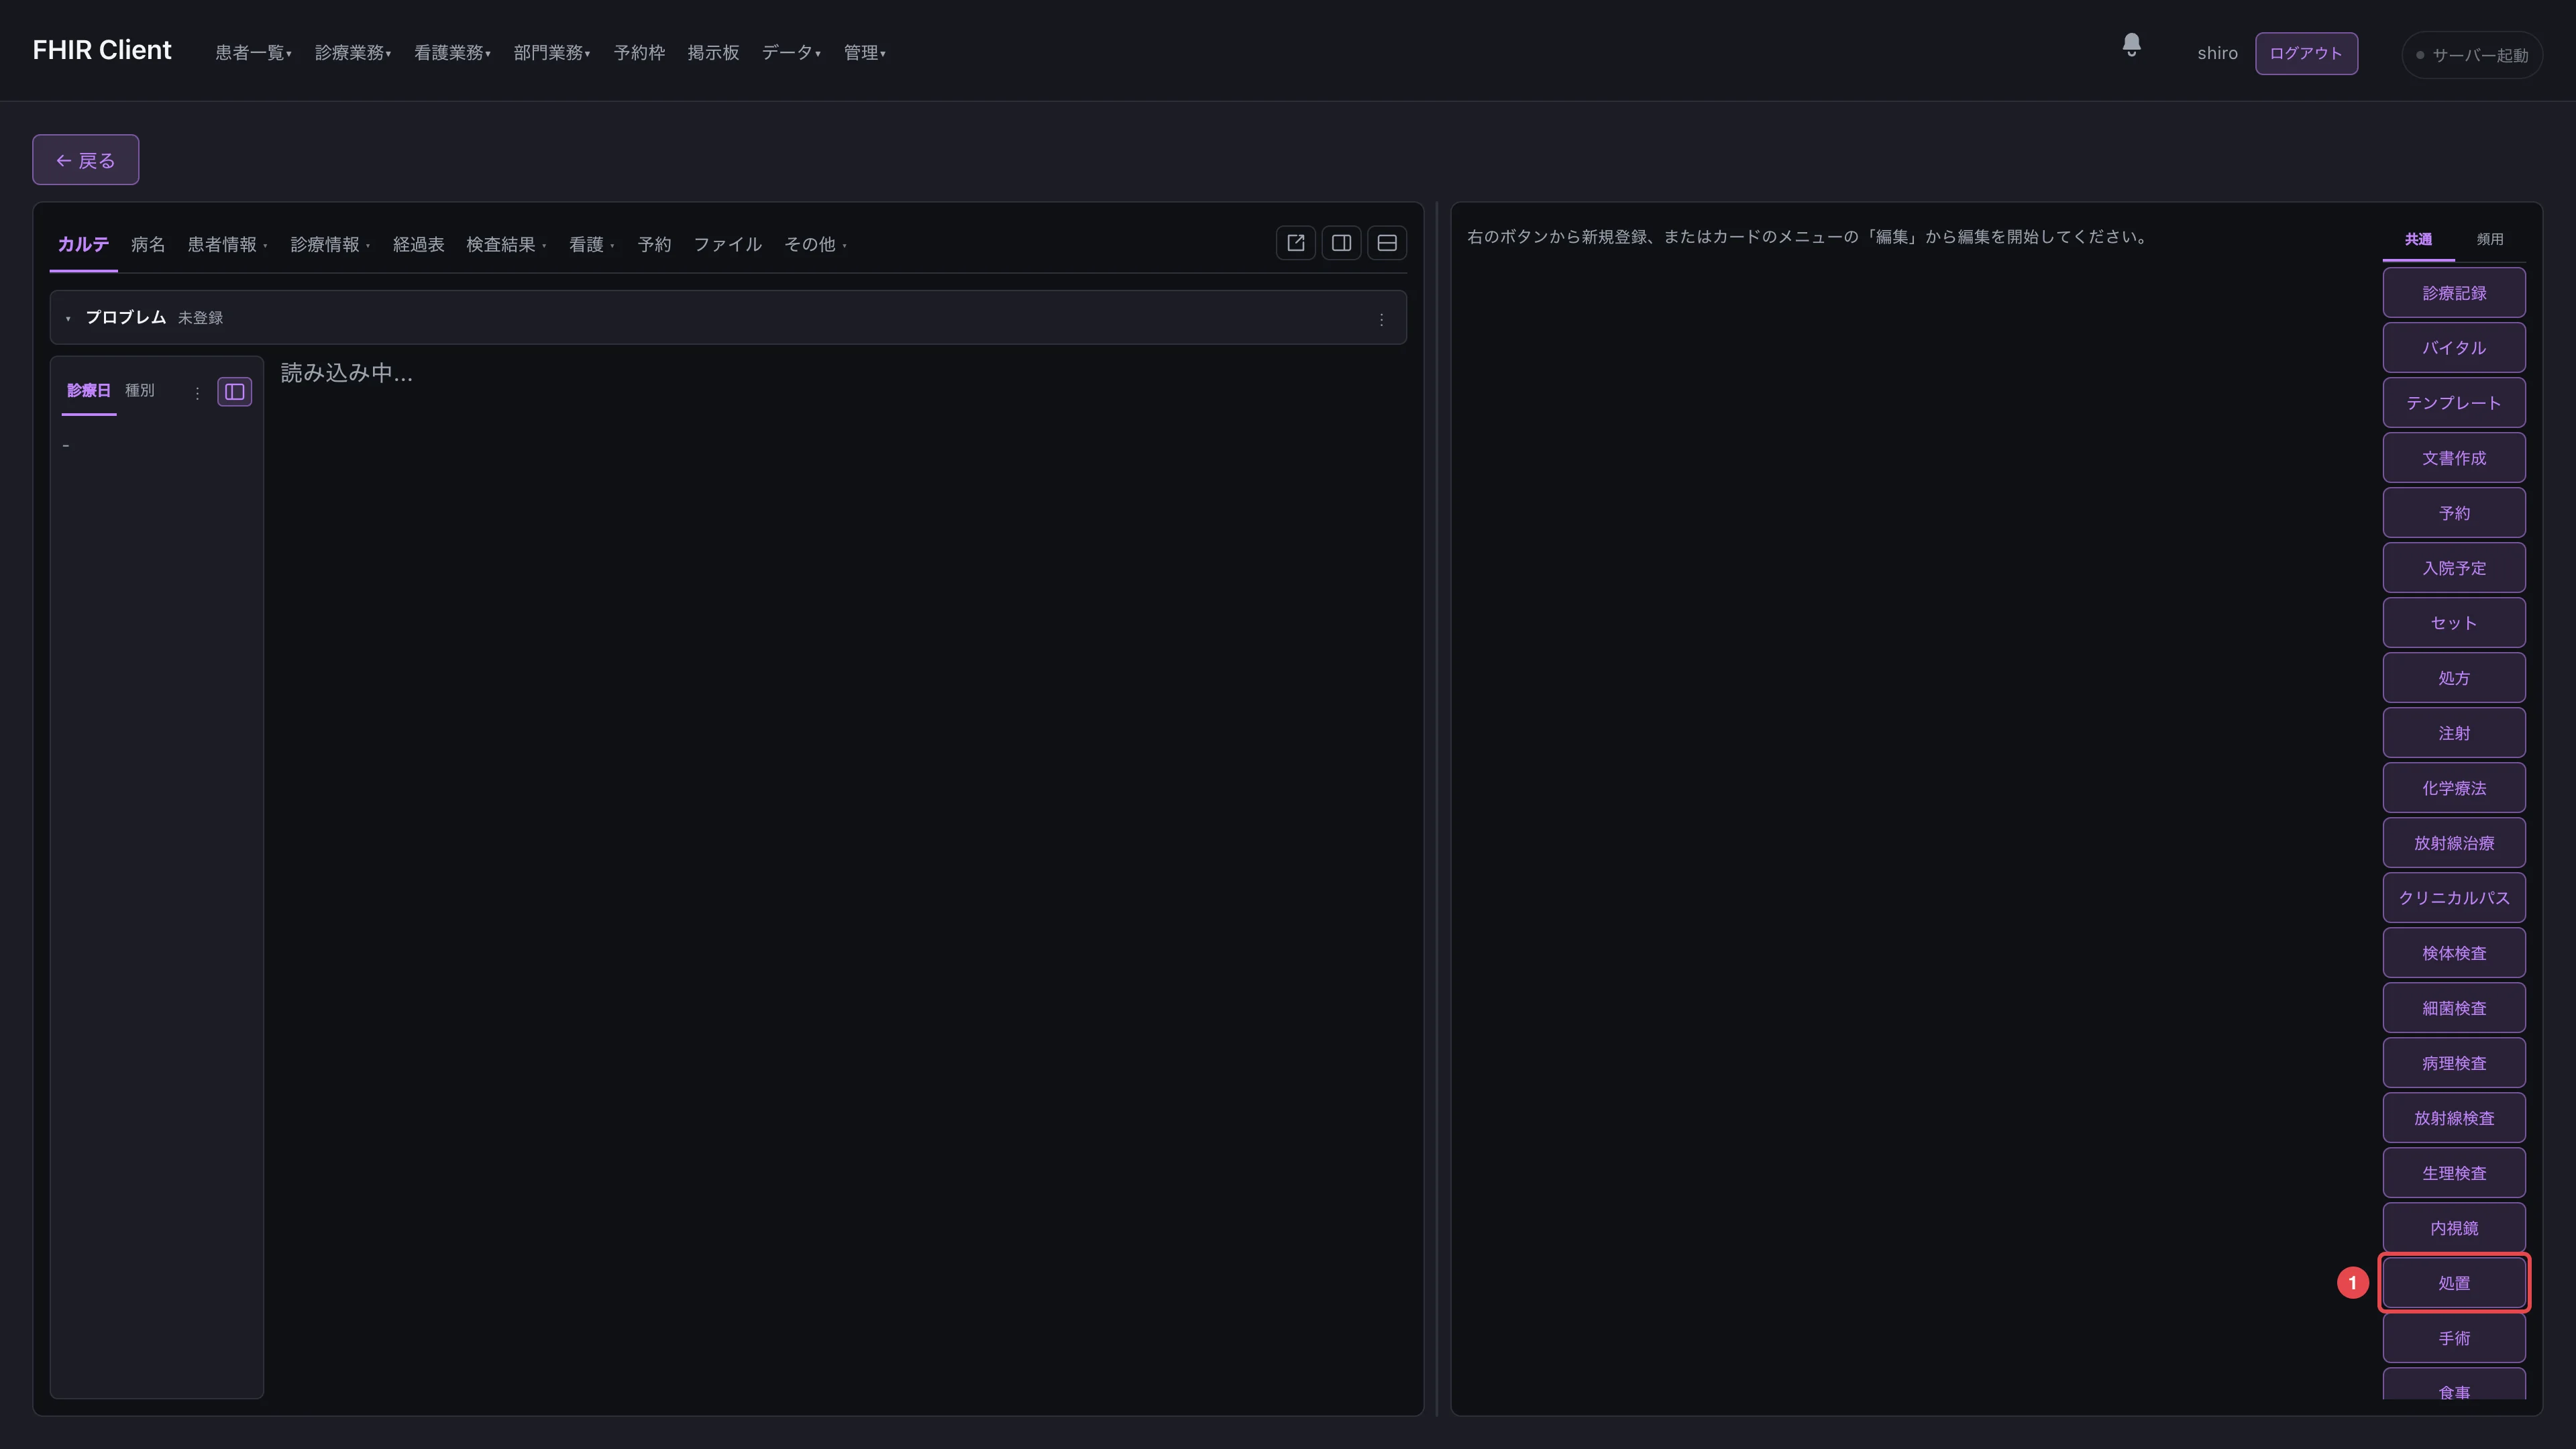 FHIR Client 患者一覧▾ 診療業務▾ 看護業務▾ 部門業務▾ 予約枠 掲示板 データ▾ 管理▾ shiro ログアウト サーバー起動
← 戻る
カルテ 病名 患者情報▾ 診療情報▾ 経過表 検査結果▾ 看護▾ 予約 ファイル その他▾
プロブレム 未登録
診療日 種別
-
読み込み中...
右のボタンから新規登録、またはカードのメニューの「編集」から編集を開始してください。
共通 頻用
診療記録
バイタル
テンプレート
文書作成
予約
入院予定
セット
処方
注射
化学療法
放射線治療
クリニカルパス
検体検査
細菌検査
病理検査
放射線検査
生理検査
内視鏡
1 処置
手術
食事